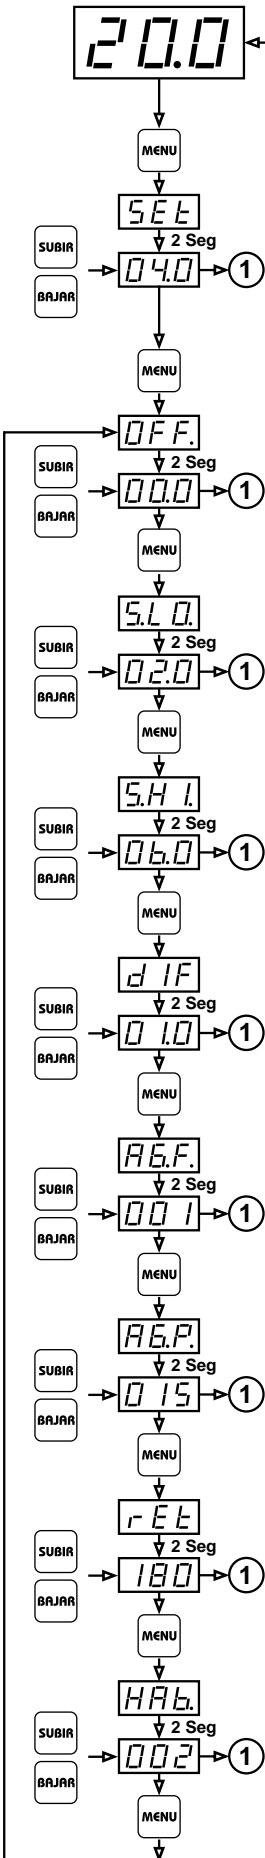 20.0
MENU
SEt
SUBIR 2 Seg
04.0 1
BAJAR
MENU
OFF.
SUBIR 2 Seg
00.0 1
BAJAR
MENU
S.LO.
SUBIR 2 Seg
02.0 1
BAJAR
MENU
S.HI.
SUBIR 2 Seg
06.0 1
BAJAR
MENU
dIF
SUBIR 2 Seg
01.0 1
BAJAR
MENU
AG.F.
SUBIR 2 Seg
001 1
BAJAR
MENU
AG.P.
SUBIR 2 Seg
015 1
BAJAR
MENU
rEt
SUBIR 2 Seg
180 1
BAJAR
MENU
HAb.
SUBIR 2 Seg
002 1
BAJAR
MENU